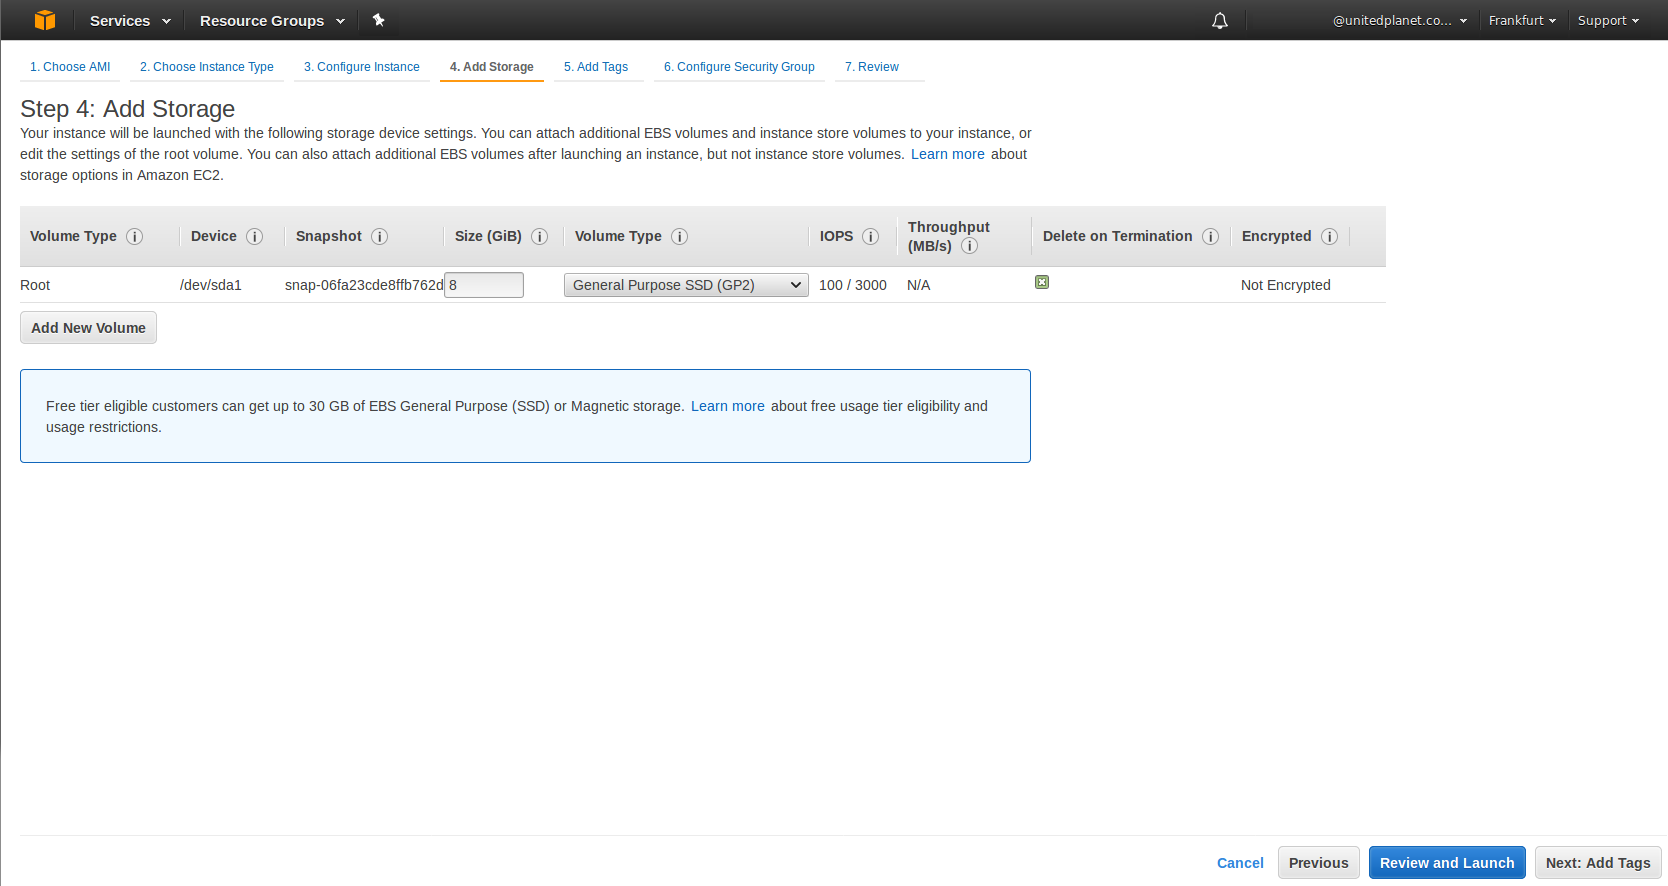 Services Resource Groups @unitedplanet.co... Frankfurt Support
1. Choose AMI 2. Choose Instance Type 3. Configure Instance 4. Add Storage 5. Add Tags 6. Configure Security Group 7. Review
Step 4: Add Storage
Your instance will be launched with the following storage device settings. You can attach additional EBS volumes and instance store volumes to your instance, or
edit the settings of the root volume. You can also attach additional EBS volumes after launching an instance, but not instance store volumes. Learn more about
storage options in Amazon EC2.
Volume Type i Device i Snapshot i Size (GiB) i Volume Type i IOPS i Throughput (MB/s) i Delete on Termination i Encrypted i
Root /dev/sda1 snap-06fa23cde8ffb762d 8 General Purpose SSD (GP2) 100 / 3000 N/A Not Encrypted
Add New Volume
Free tier eligible customers can get up to 30 GB of EBS General Purpose (SSD) or Magnetic storage. Learn more about free usage tier eligibility and
usage restrictions.
Cancel Previous Review and Launch Next: Add Tags